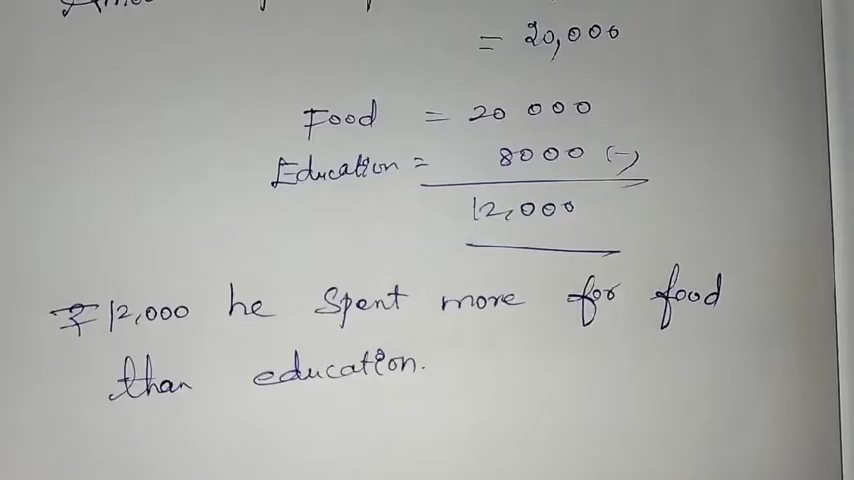 = 20,000
Food = 20 000
Education = 8000 (-)
12,000
₹ 12,000 he spent more for food
than education.